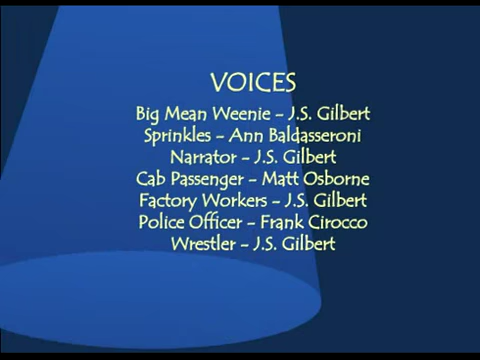 VOICES
Big Mean Weenie - J.S. Gilbert
Sprinkles - Ann Baldasseroni
Narrator - J.S. Gilbert
Cab Passenger - Matt Osborne
Factory Workers - J.S. Gilbert
Police Officer - Frank Cirocco
Wrestler - J.S. Gilbert